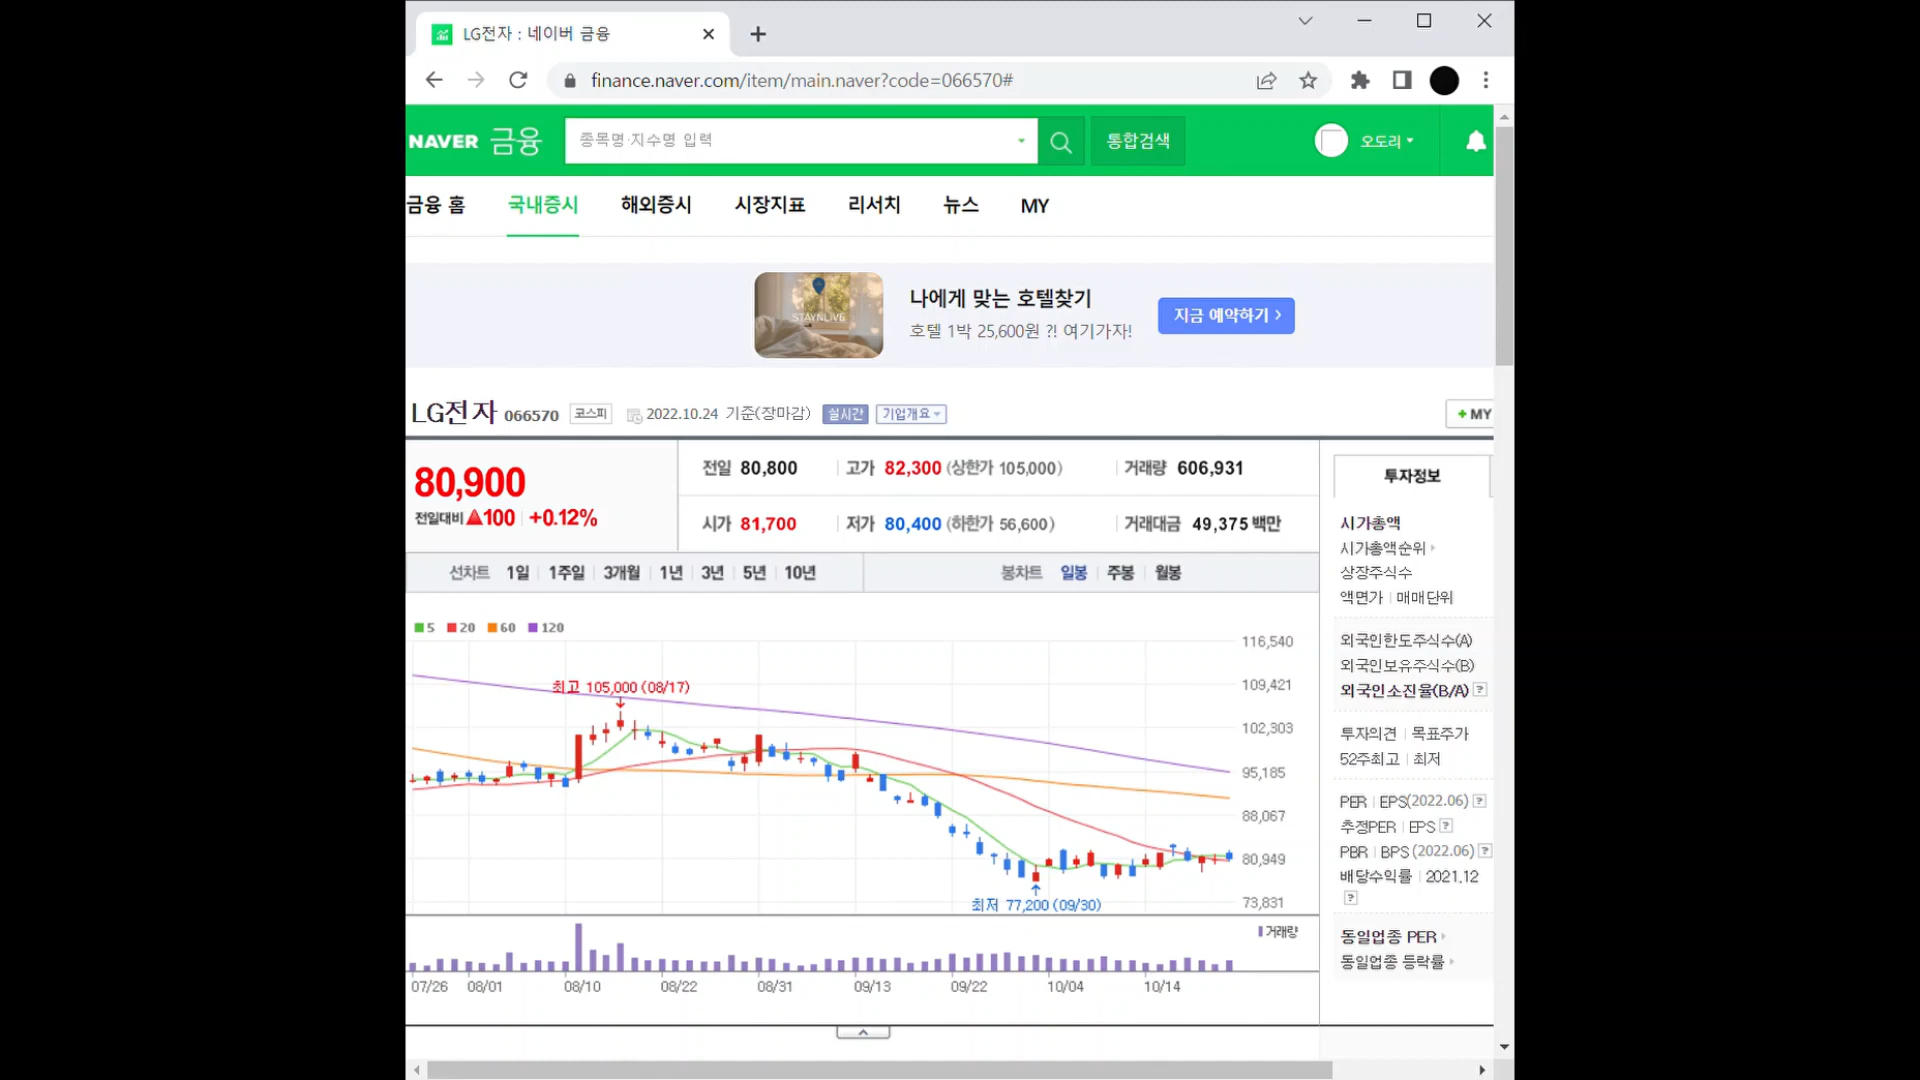 LG전자 : 네이버 금융
finance.naver.com/item/main.naver?code=066570#
NAVER 금융
종목명·지수명 입력
통합검색
오도리
금융 홈 국내증시 해외증시 시장지표 리서치 뉴스 MY
STAYNLIVE
나에게 맞는 호텔찾기
호텔 1박 25,600원 ?! 여기가자!
지금 예약하기 >
LG전자 066570 코스피 2022.10.24 기준(장마감) 실시간 기업개요
+ MY
80,900
전일대비 ▲100 +0.12%
전일 80,800 고가 82,300 (상한가 105,000) 거래량 606,931
시가 81,700 저가 80,400 (하한가 56,600) 거래대금 49,375 백만
선차트 1일 1주일 3개월 1년 3년 5년 10년
봉차트 일봉 주봉 월봉
5 20 60 120
최고 105,000 (08/17)
최저 77,200 (09/30)
116,540
109,421
102,303
95,185
88,067
80,949
73,831
거래량
07/26 08/01 08/10 08/22 08/31 09/13 09/22 10/04 10/14
투자정보
시가총액
시가총액순위
상장주식수
액면가 매매단위
외국인한도주식수(A)
외국인보유주식수(B)
외국인소진율(B/A) ?
투자의견 목표주가
52주최고 최저
PER EPS(2022.06) ?
추정PER EPS ?
PBR BPS (2022.06) ?
배당수익률 2021.12
?
동일업종 PER
동일업종 등락률